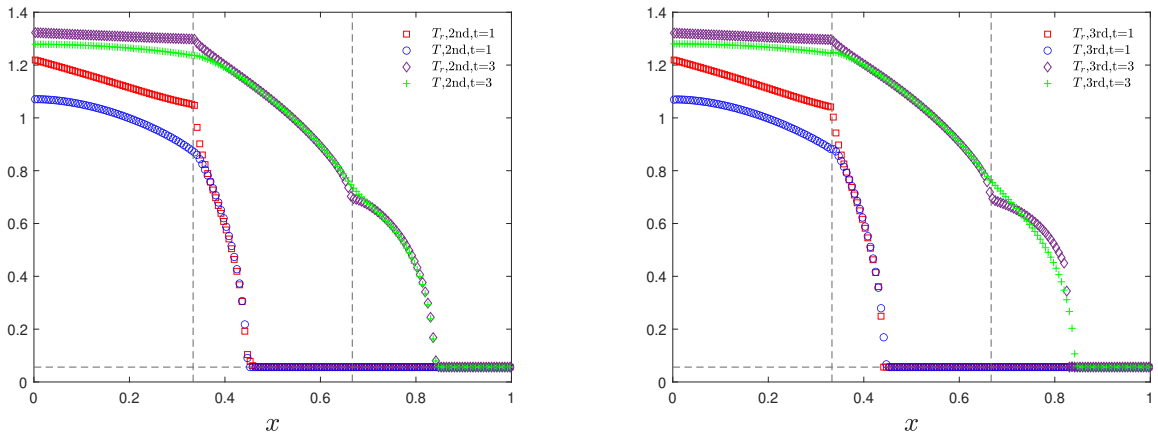 1.4
1.2
1
0.8
0.6
0.4
0.2
0
0 0.2 0.4 0.6 0.8 1
x
T_r,2nd,t=1
T,2nd,t=1
T_r,2nd,t=3
T,2nd,t=3
1.4
1.2
1
0.8
0.6
0.4
0.2
0
0 0.2 0.4 0.6 0.8 1
x
T_r,3rd,t=1
T,3rd,t=1
T_r,3rd,t=3
T,3rd,t=3